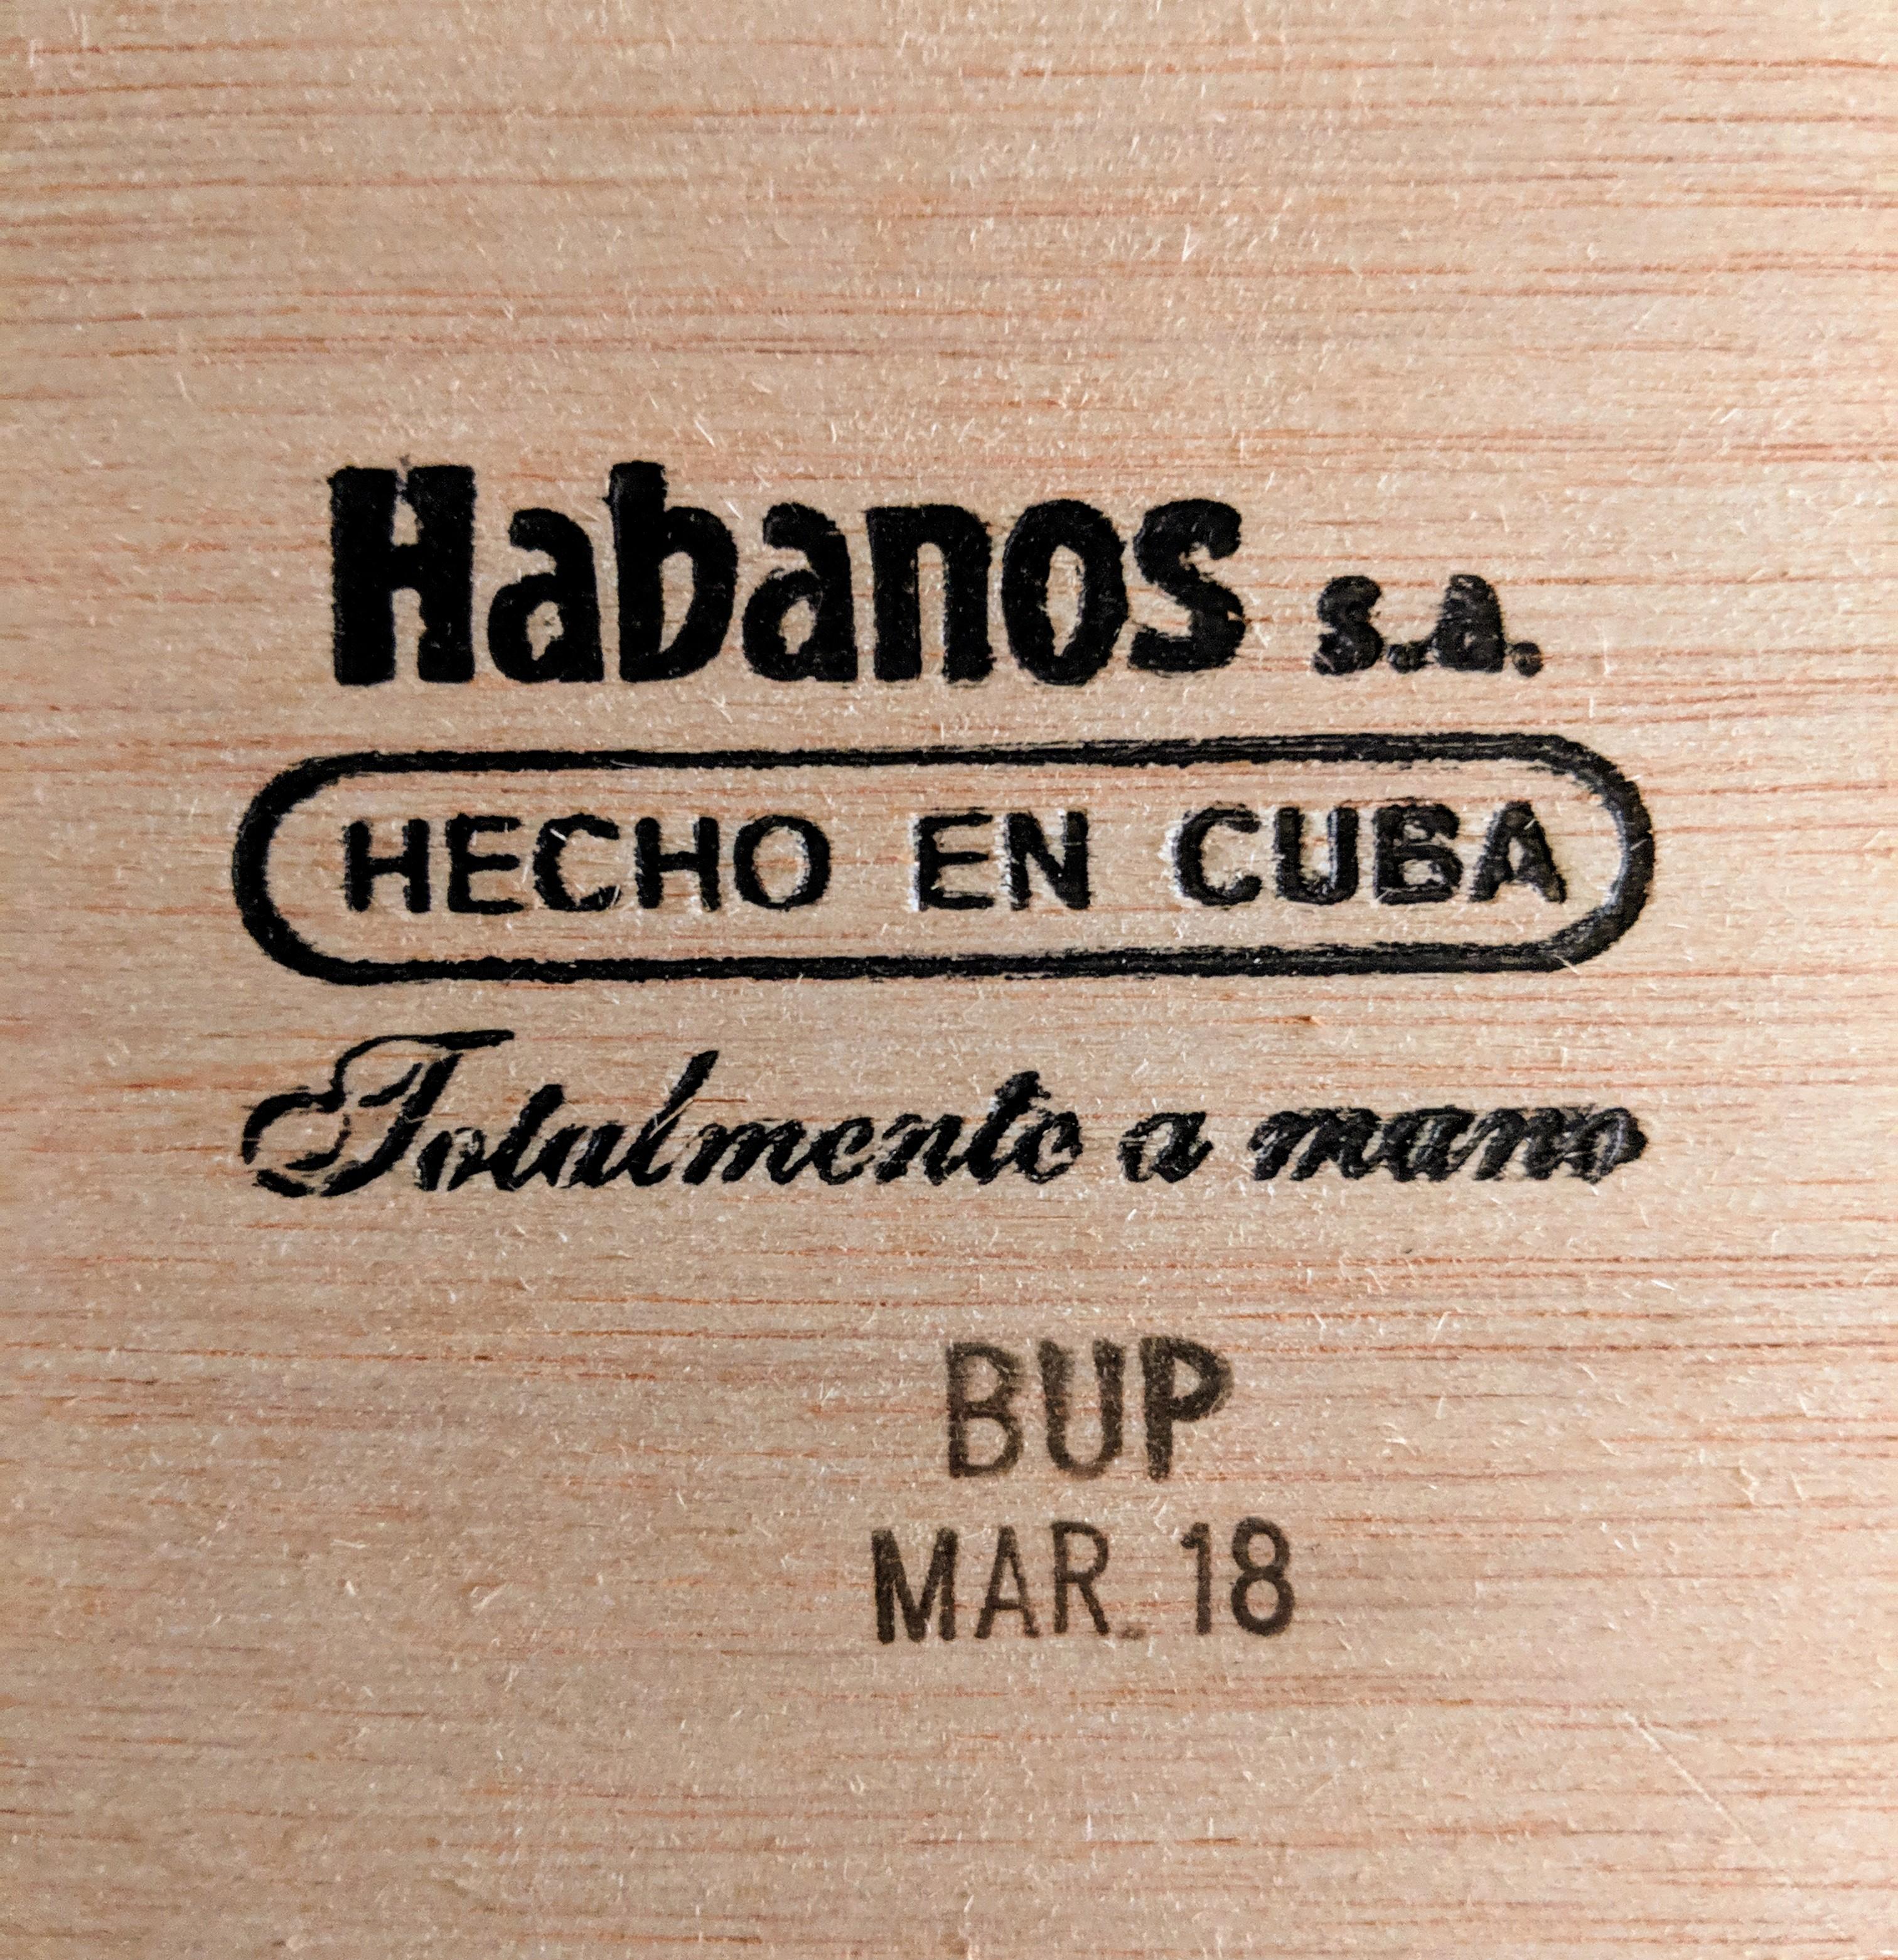 Habanos s.a.
HECHO EN CUBA
Totalmente a mano
BUP
MAR. 18